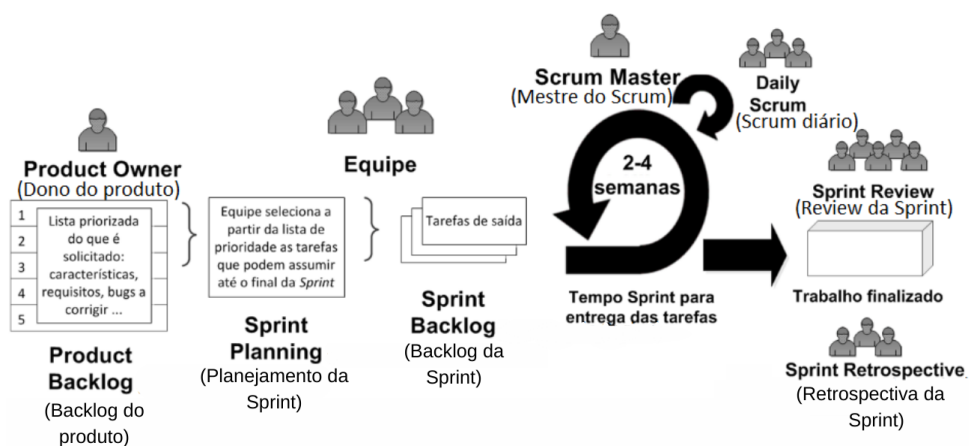 Product Owner
(Dono do produto)
1
2
3
4
5
Lista priorizada
do que é
solicitado:
características,
requisitos, bugs a
corrigir ...
Product
Backlog
(Backlog do
produto)
Equipe
Equipe seleciona a
partir da lista de
prioridade as tarefas
que podem assumir
até o final da Sprint
Sprint
Planning
(Planejamento da
Sprint)
Tarefas de saída
Sprint
Backlog
(Backlog da
Sprint)
Scrum Master
(Mestre do Scrum)
2-4
semanas
Tempo Sprint para
entrega das tarefas
Daily
Scrum
(Scrum diário)
Sprint Review
(Review da Sprint)
Trabalho finalizado
Sprint Retrospective
(Retrospectiva da
Sprint)